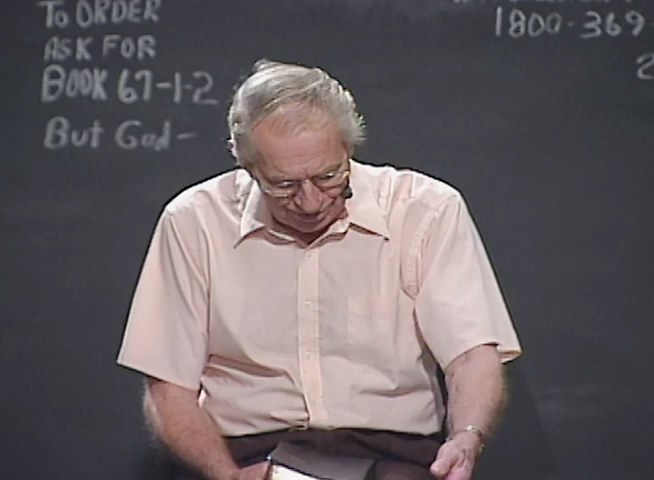 TO ORDER
ASK FOR
BOOK 67-1-2
But God-
1800-369-
2